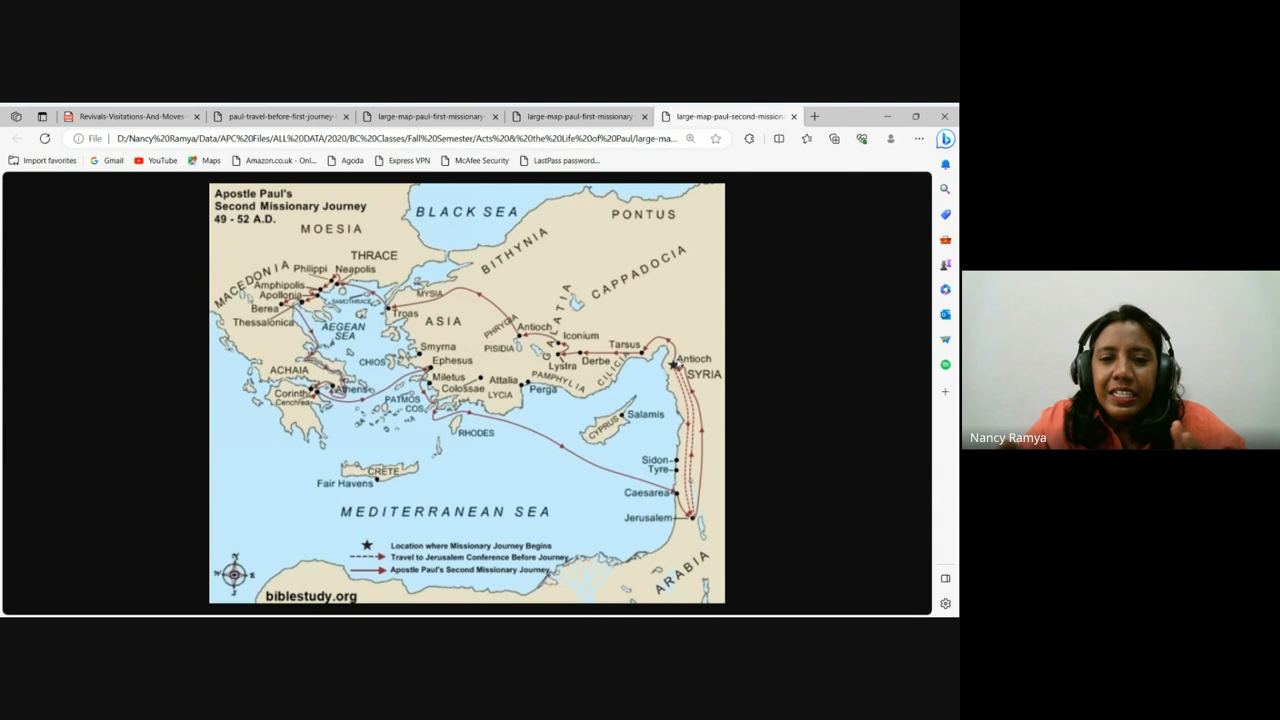 Revivals-Visitations-And-Moves-
paul-travel-before-first-journey-
large-map-paul-first-missionary-
large-map-paul-first-missionary-
large-map-paul-second-mission
File
D:/Nancy%20Ramya/Data/APC%20Files/ALL%20DATA/2020/BC%20Classes/Fall%20Semester/Acts%20&%20the%20Life%20of%20Paul/large-ma...
Import favorites
Gmail
YouTube
Maps
Amazon.co.uk - Onl...
Agoda
Express VPN
McAfee Security
LastPass password...
Apostle Paul's
Second Missionary Journey
49 - 52 A.D.
BLACK SEA
PONTUS
MOESIA
THRACE
BITHYNIA
CAPPADOCIA
MACEDONIA
Philippi
Neapolis
Amphipolis
Apollonia
SAMOTHRACE
MYSIA
Berea
Troas
Thessalonica
ASIA
GALATIA
AEGEAN
SEA
PHRYGIA
Antioch
Iconium
PISIDIA
Tarsus
Smyrna
CHIOS
Ephesus
Lystra
Derbe
CILICIA
Antioch
SYRIA
ACHAIA
Miletus
Colossae
Attalia
PAMPHYLIA
Athens
Corinth
Cenchrea
PATMOS
COS
LYCIA
Perga
Salamis
CYPRUS
RHODES
Sidon
Tyre
CRETE
Fair Havens
Caesarea
MEDITERRANEAN SEA
Jerusalem
Location where Missionary Journey Begins
Travel to Jerusalem Conference Before Journey
Apostle Paul's Second Missionary Journey
ARABIA
N
W
E
S
biblestudy.org
Nancy Ramya